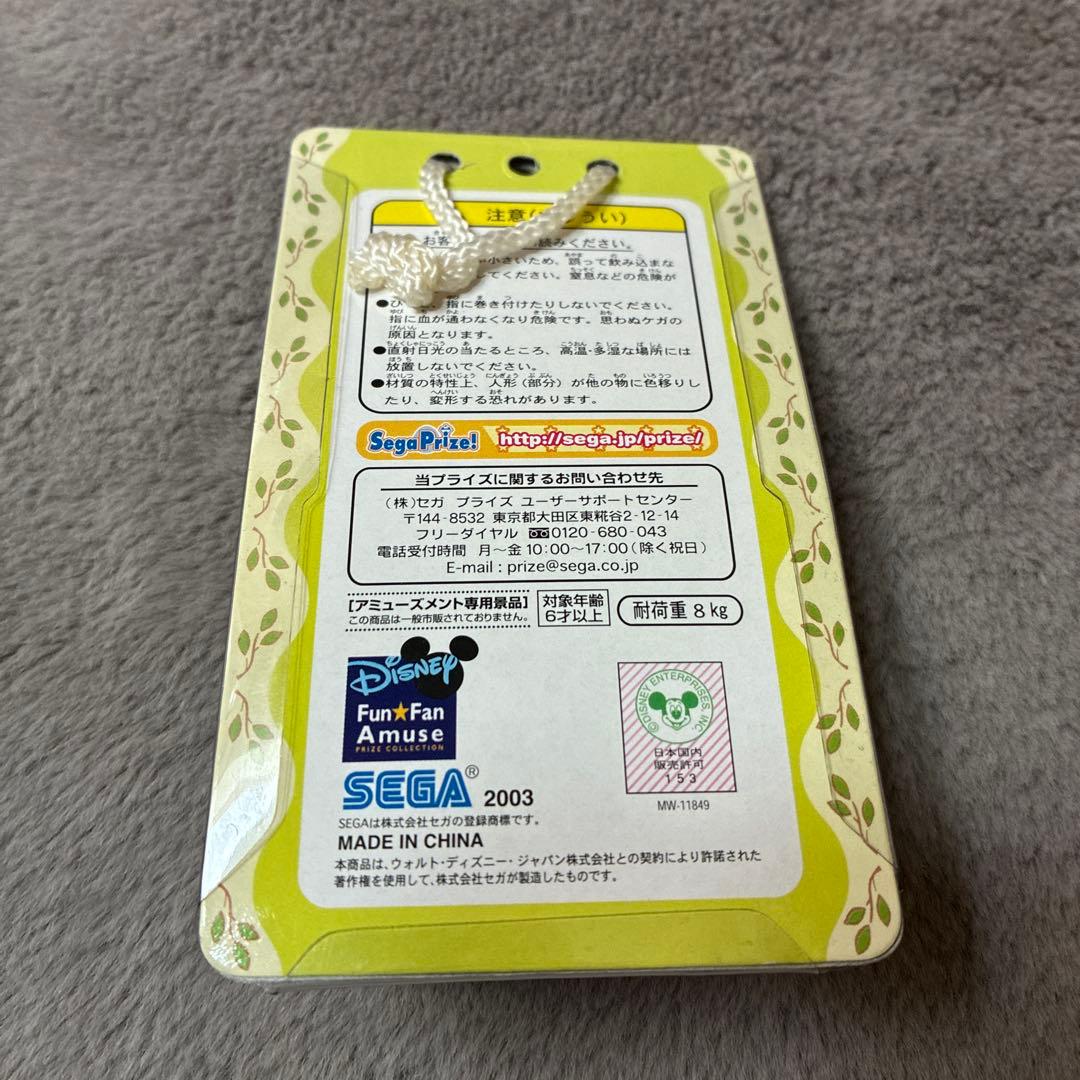 注意(ちゅうい)
お客 読みください。
小さいため、誤って飲み込まな
してください。窒息などの危険が
●ひ 指に巻き付けたりしないでください。
指に血が通わなくなり危険です。思わぬケガの
原因となります。
●直射日光の当たるところ、高温・多湿な場所には
放置しないでください。
●材質の特性上、人形(部分)が他の物に色移りし
たり、変形する恐れがあります。
Sega Prize! http://sega.jp/prize/
当プライズに関するお問い合わせ先
(株)セガ プライズ ユーザーサポートセンター
〒144-8532 東京都大田区東糀谷2-12-14
フリーダイヤル 0120-680-043
電話受付時間 月〜金 10:00〜17:00(除く祝日)
E-mail : prize@sega.co.jp
[アミューズメント専用景品]
この商品は一般市販されておりません。
対象年齢
6才以上
耐荷重 8kg
DISNEY
Fun★Fan
Amuse
PRIZE COLLECTION
©DISNEY ENTERPRISES, INC.
日本国内
販売許可
153
MW-11849
SEGA® 2003
SEGAは株式会社セガの登録商標です。
MADE IN CHINA
本商品は、ウォルト・ディズニー・ジャパン株式会社との契約により許諾された
著作権を使用して、株式会社セガが製造したものです。